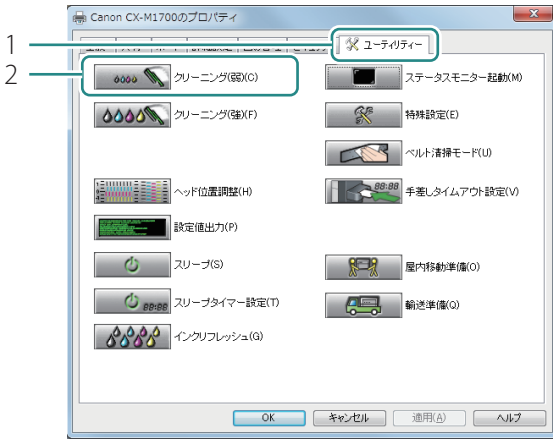 Canon CX-M1700のプロパティ
1
ユーティリティー
2
クリーニング(弱)(C)
ステータスモニター起動(M)
クリーニング(強)(F)
特殊設定(E)
ベルト清掃モード(U)
ヘッド位置調整(H)
88:88
手差しタイムアウト設定(V)
設定値出力(P)
スリープ(S)
屋内移動準備(O)
88:88
スリープタイマー設定(T)
輸送準備(Q)
インクリフレッシュ(G)
OK
キャンセル
適用(A)
ヘルプ